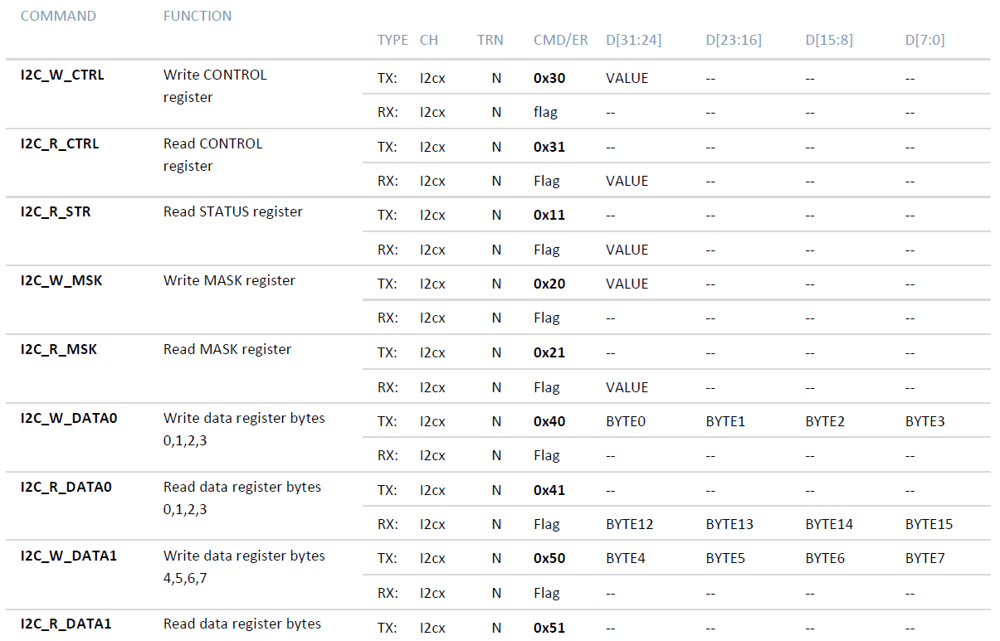 COMMAND FUNCTION
TYPE CH TRN CMD/ER D[31:24] D[23:16] D[15:8] D[7:0]
I2C_W_CTRL Write CONTROL register TX: I2cx N 0x30 VALUE -- -- --
RX: I2cx N flag -- -- -- --
I2C_R_CTRL Read CONTROL register TX: I2cx N 0x31 -- -- -- --
RX: I2cx N Flag VALUE -- -- --
I2C_R_STR Read STATUS register TX: I2cx N 0x11 -- -- -- --
RX: I2cx N Flag VALUE -- -- --
I2C_W_MSK Write MASK register TX: I2cx N 0x20 VALUE -- -- --
RX: I2cx N Flag -- -- -- --
I2C_R_MSK Read MASK register TX: I2cx N 0x21 -- -- -- --
RX: I2cx N Flag VALUE -- -- --
I2C_W_DATA0 Write data register bytes 0,1,2,3 TX: I2cx N 0x40 BYTE0 BYTE1 BYTE2 BYTE3
RX: I2cx N Flag -- -- -- --
I2C_R_DATA0 Read data register bytes 0,1,2,3 TX: I2cx N 0x41 -- -- -- --
RX: I2cx N Flag BYTE12 BYTE13 BYTE14 BYTE15
I2C_W_DATA1 Write data register bytes 4,5,6,7 TX: I2cx N 0x50 BYTE4 BYTE5 BYTE6 BYTE7
RX: I2cx N Flag -- -- -- --
I2C_R_DATA1 Read data register bytes TX: I2cx N 0x51 -- -- -- --